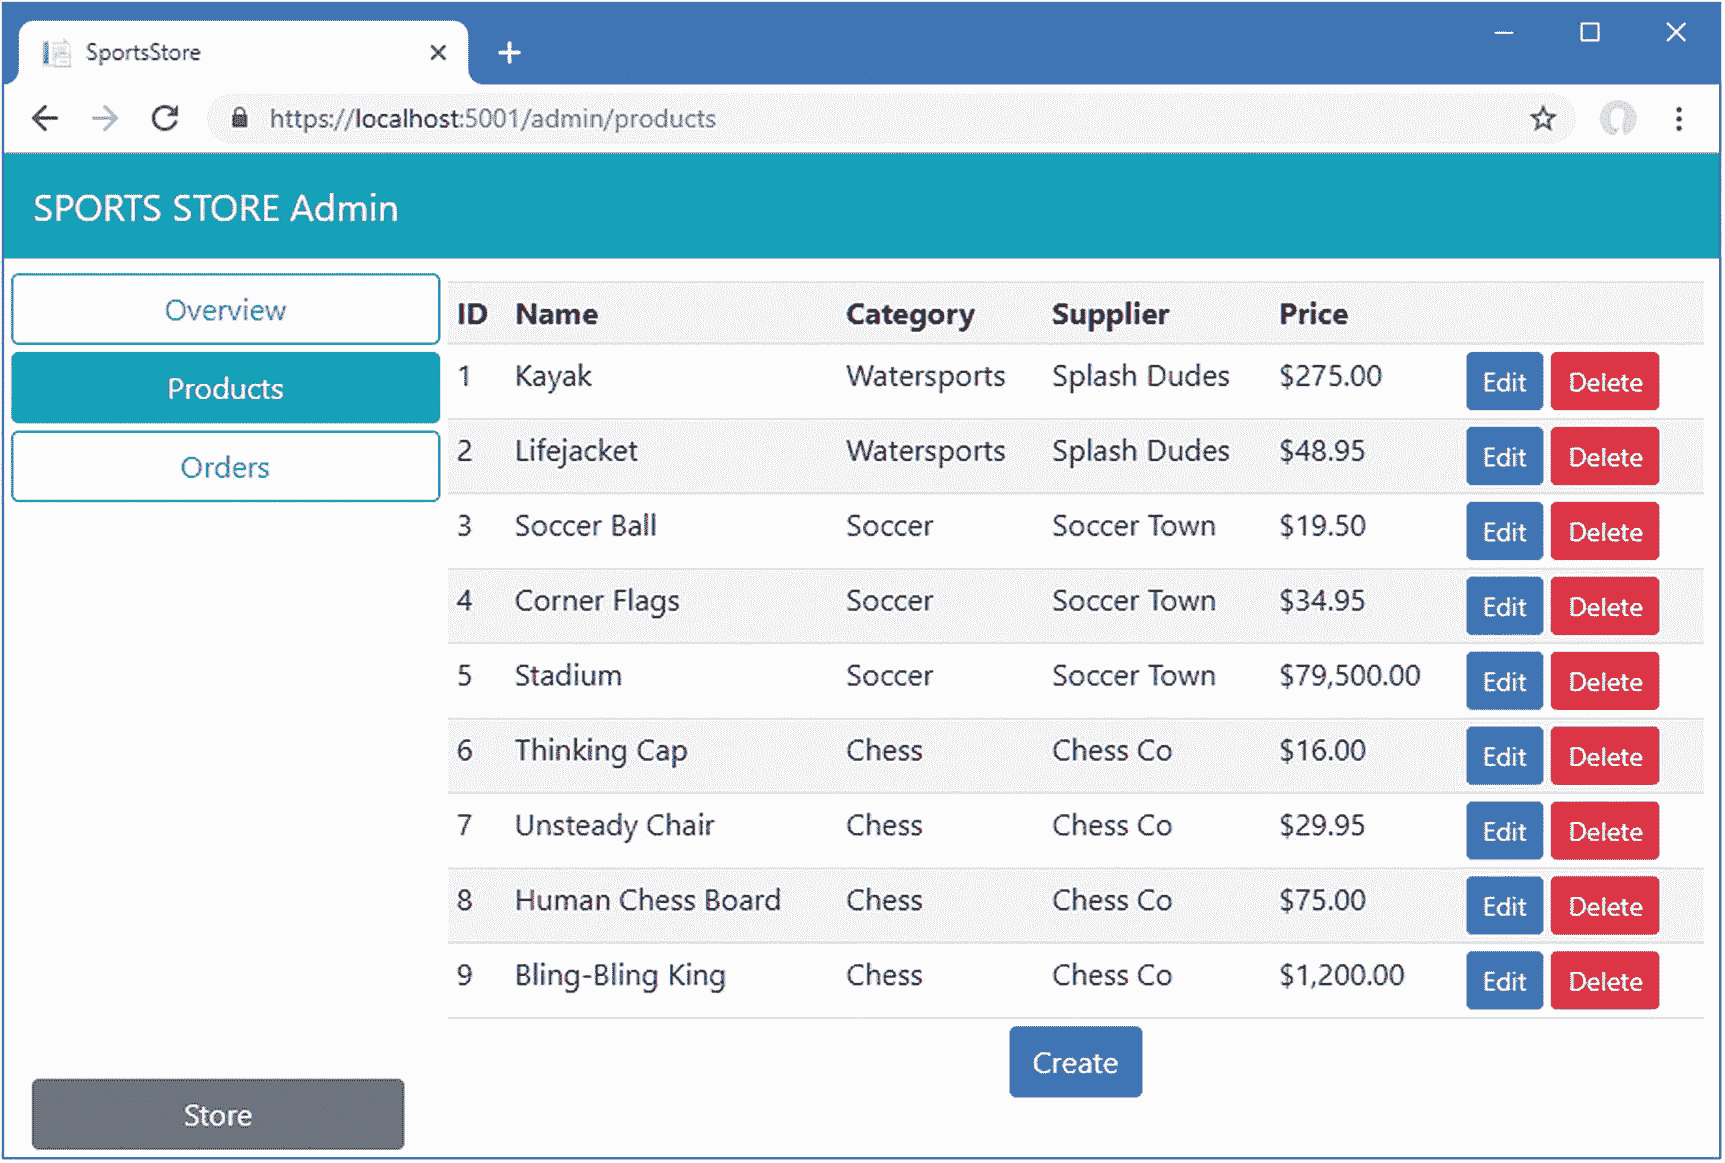 SportsStore
https://localhost:5001/admin/products
SPORTS STORE Admin
Overview
Products
Orders
Store
ID Name Category Supplier Price
1 Kayak Watersports Splash Dudes $275.00 Edit Delete
2 Lifejacket Watersports Splash Dudes $48.95 Edit Delete
3 Soccer Ball Soccer Soccer Town $19.50 Edit Delete
4 Corner Flags Soccer Soccer Town $34.95 Edit Delete
5 Stadium Soccer Soccer Town $79,500.00 Edit Delete
6 Thinking Cap Chess Chess Co $16.00 Edit Delete
7 Unsteady Chair Chess Chess Co $29.95 Edit Delete
8 Human Chess Board Chess Chess Co $75.00 Edit Delete
9 Bling-Bling King Chess Chess Co $1,200.00 Edit Delete
Create